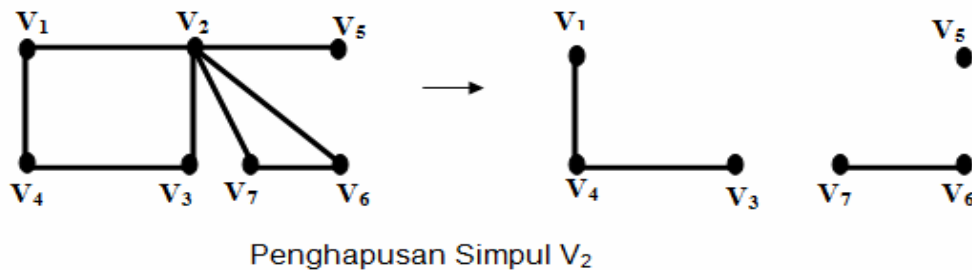 V₁ V₂ V₅ V₁ V₅
V₄ V₃ V₇ V₆ V₄ V₃ V₇ V₆
Penghapusan Simpul V₂